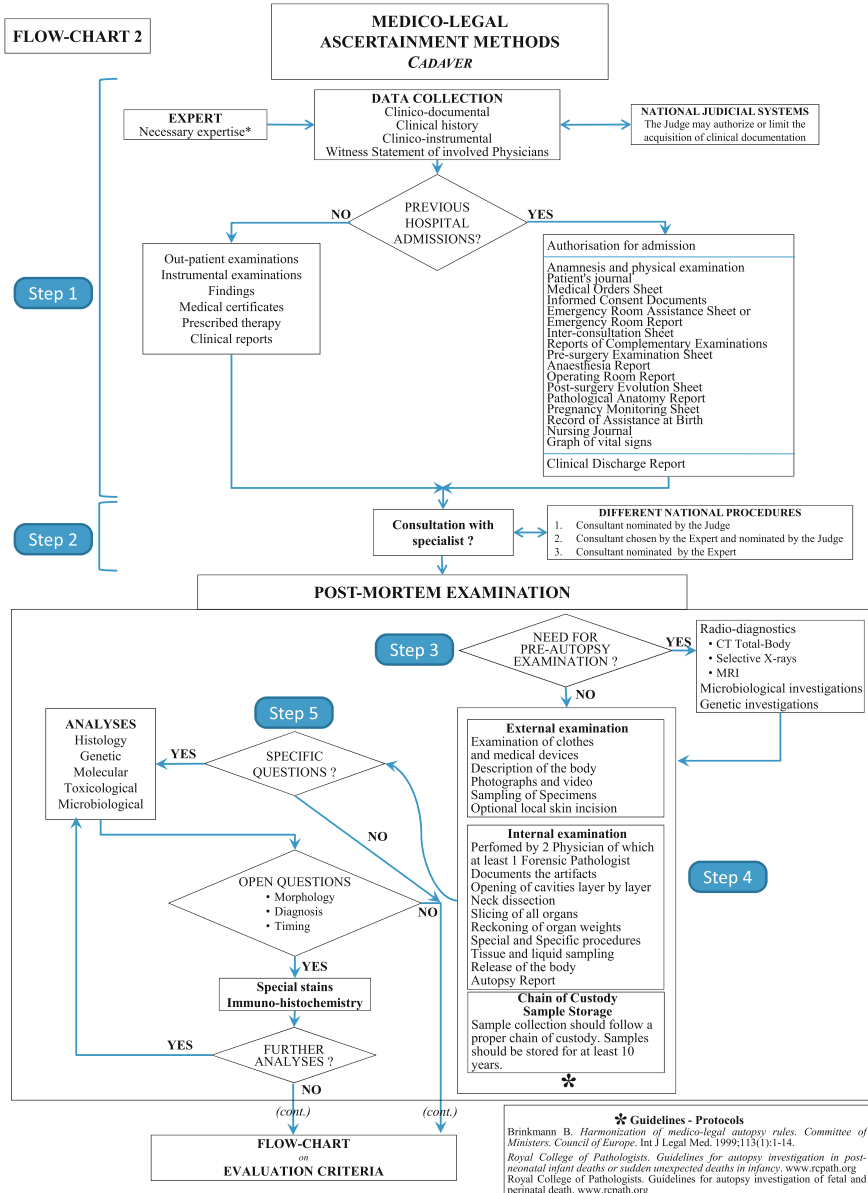 FLOW-CHART 2
MEDICO-LEGAL
ASCERTAINMENT METHODS
CADAVER
EXPERT
Necessary expertise*
DATA COLLECTION
Clinico-documental
Clinical history
Clinico-instrumental
Witness Statement of involved Physicians
NATIONAL JUDICIAL SYSTEMS
The Judge may authorize or limit the
acquisition of clinical documentation
NO
PREVIOUS
HOSPITAL
ADMISSIONS?
YES
Step 1
Out-patient examinations
Instrumental examinations
Findings
Medical certificates
Prescribed therapy
Clinical reports
Authorisation for admission
Anamnesis and physical examination
Patient's journal
Medical Orders Sheet
Informed Consent Documents
Emergency Room Assistance Sheet or
Emergency Room Report
Inter-consultation Sheet
Reports of Complementary Examinations
Pre-surgery Examination Sheet
Anaesthesia Report
Operating Room Report
Post-surgery Evolution Sheet
Pathological Anatomy Report
Pregnancy Monitoring Sheet
Record of Assistance at Birth
Nursing Journal
Graph of vital signs
Clinical Discharge Report
Step 2
Consultation with
specialist ?
DIFFERENT NATIONAL PROCEDURES
1. Consultant nominated by the Judge
2. Consultant chosen by the Expert and nominated by the Judge
3. Consultant nominated by the Expert
POST-MORTEM EXAMINATION
Step 3
NEED FOR
PRE-AUTOPSY
EXAMINATION ?
YES
NO
Radio-diagnostics
• CT Total-Body
• Selective X-rays
• MRI
Microbiological investigations
Genetic investigations
Step 5
ANALYSES
Histology
Genetic
Molecular
Toxicological
Microbiological
YES
SPECIFIC
QUESTIONS ?
NO
External examination
Examination of clothes
and medical devices
Description of the body
Photographs and video
Sampling of Specimens
Optional local skin incision
Internal examination
Perfomed by 2 Physician of which
at least 1 Forensic Pathologist
Documents the artifacts
Opening of cavities layer by layer
Neck dissection
Slicing of all organs
Reckoning of organ weights
Special and Specific procedures
Tissue and liquid sampling
Release of the body
Autopsy Report
Chain of Custody
Sample Storage
Sample collection should follow a
proper chain of custody. Samples
should be stored for at least 10
years.
*
Step 4
OPEN QUESTIONS
• Morphology
• Diagnosis
• Timing
NO
YES
Special stains
Immuno-histochemistry
YES
FURTHER
ANALYSES ?
NO
(cont.)
(cont.)
FLOW-CHART
on
EVALUATION CRITERIA
* Guidelines - Protocols
Brinkmann B. Harmonization of medico-legal autopsy rules. Committee of
Ministers. Council of Europe. Int J Legal Med. 1999;113(1):1-14.
Royal College of Pathologists. Guidelines for autopsy investigation in post-
neonatal infant deaths or sudden unexpected deaths in infancy. www.rcpath.org
Royal College of Pathologists. Guidelines for autopsy investigation of fetal and
perinatal death. www.rcpath.org